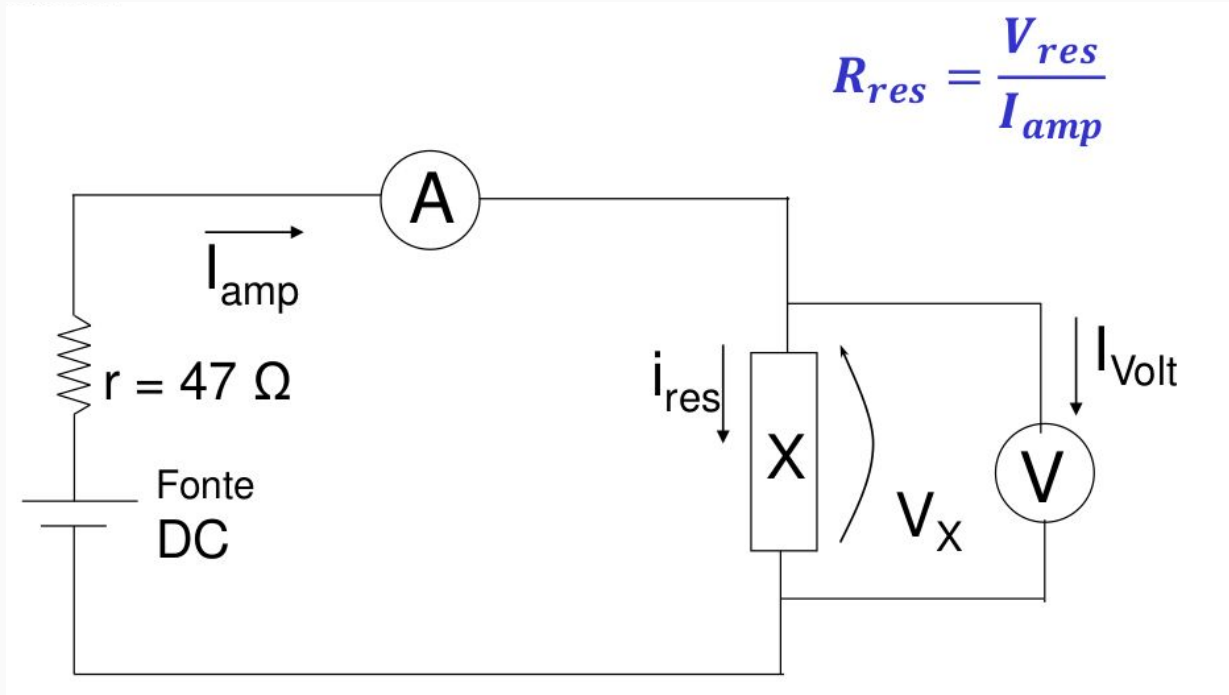 R_res = V_res / I_amp
A
I_amp
r = 47 Ω
i_res
I_Volt
X
V
Fonte
DC
V_X